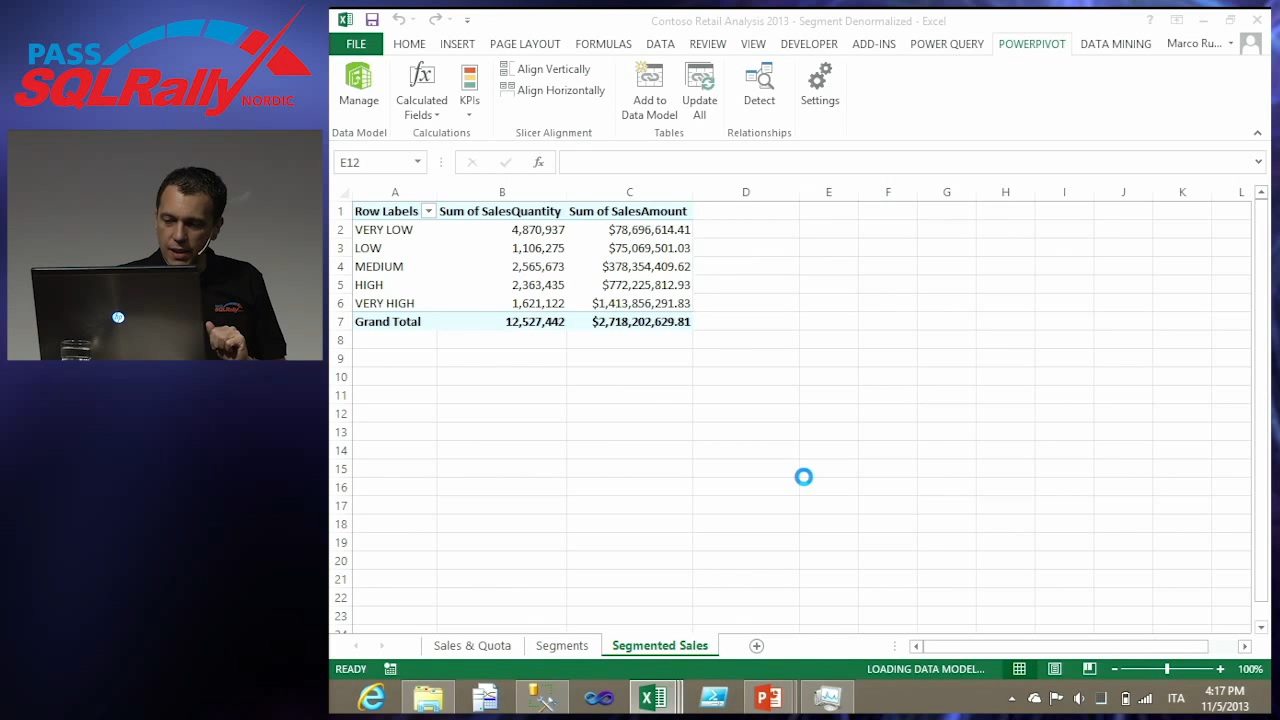 PASS
SQLRally
NORDIC
Contoso Retail Analysis 2013 - Segment Denormalized - Excel
FILE HOME INSERT PAGE LAYOUT FORMULAS DATA REVIEW VIEW DEVELOPER ADD-INS POWER QUERY POWERPIVOT DATA MINING Marco Ru...
Manage
Data Model
Calculated
Fields
KPIs
Calculations
Align Vertically
Align Horizontally
Slicer Alignment
Add to
Data Model
Update
All
Tables
Detect
Relationships
Settings
E12
fx
A B C D E F G H I J K L
1 Row Labels Sum of SalesQuantity Sum of SalesAmount
2 VERY LOW 4,870,937 $78,696,614.41
3 LOW 1,106,275 $75,069,501.03
4 MEDIUM 2,565,673 $378,354,409.62
5 HIGH 2,363,435 $772,225,812.93
6 VERY HIGH 1,621,122 $1,413,856,291.83
7 Grand Total 12,527,442 $2,718,202,629.81
8
9
10
11
12
13
14
15
16
17
18
19
20
21
22
23
24
Sales & Quota Segments Segmented Sales
READY LOADING DATA MODEL... 100%
ITA
4:17 PM
11/5/2013
hp
SQLRally